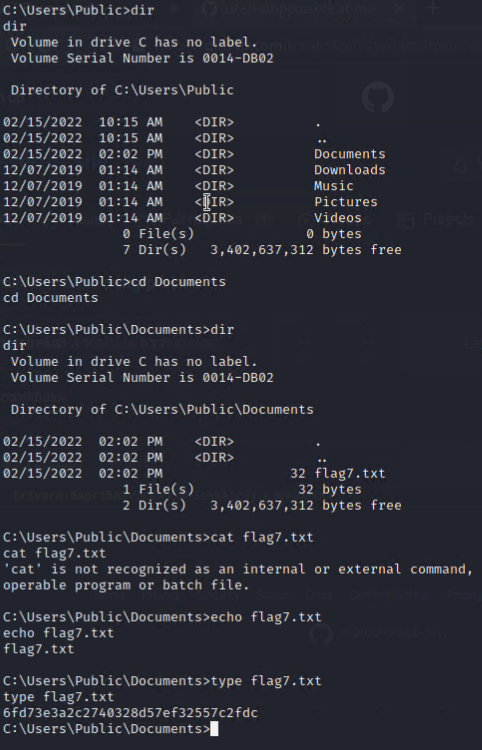 C:\Users\Public>dir
dir
 Volume in drive C has no label.
 Volume Serial Number is 0014-DB02

 Directory of C:\Users\Public

02/15/2022  10:15 AM    <DIR>          .
02/15/2022  10:15 AM    <DIR>          ..
02/15/2022  02:02 PM    <DIR>          Documents
12/07/2019  01:14 AM    <DIR>          Downloads
12/07/2019  01:14 AM    <DIR>          Music
12/07/2019  01:14 AM    <DIR>          Pictures
12/07/2019  01:14 AM    <DIR>          Videos
               0 File(s)              0 bytes
               7 Dir(s)   3,402,637,312 bytes free

C:\Users\Public>cd Documents
cd Documents

C:\Users\Public\Documents>dir
dir
 Volume in drive C has no label.
 Volume Serial Number is 0014-DB02

 Directory of C:\Users\Public\Documents

02/15/2022  02:02 PM    <DIR>          .
02/15/2022  02:02 PM    <DIR>          ..
02/15/2022  02:02 PM                32 flag7.txt
               1 File(s)             32 bytes
               2 Dir(s)   3,402,637,312 bytes free

C:\Users\Public\Documents>cat flag7.txt
cat flag7.txt
'cat' is not recognized as an internal or external command,
operable program or batch file.

C:\Users\Public\Documents>echo flag7.txt
echo flag7.txt
flag7.txt

C:\Users\Public\Documents>type flag7.txt
type flag7.txt
6fd73e3a2c2740328d57ef32557c2fdc
C:\Users\Public\Documents>